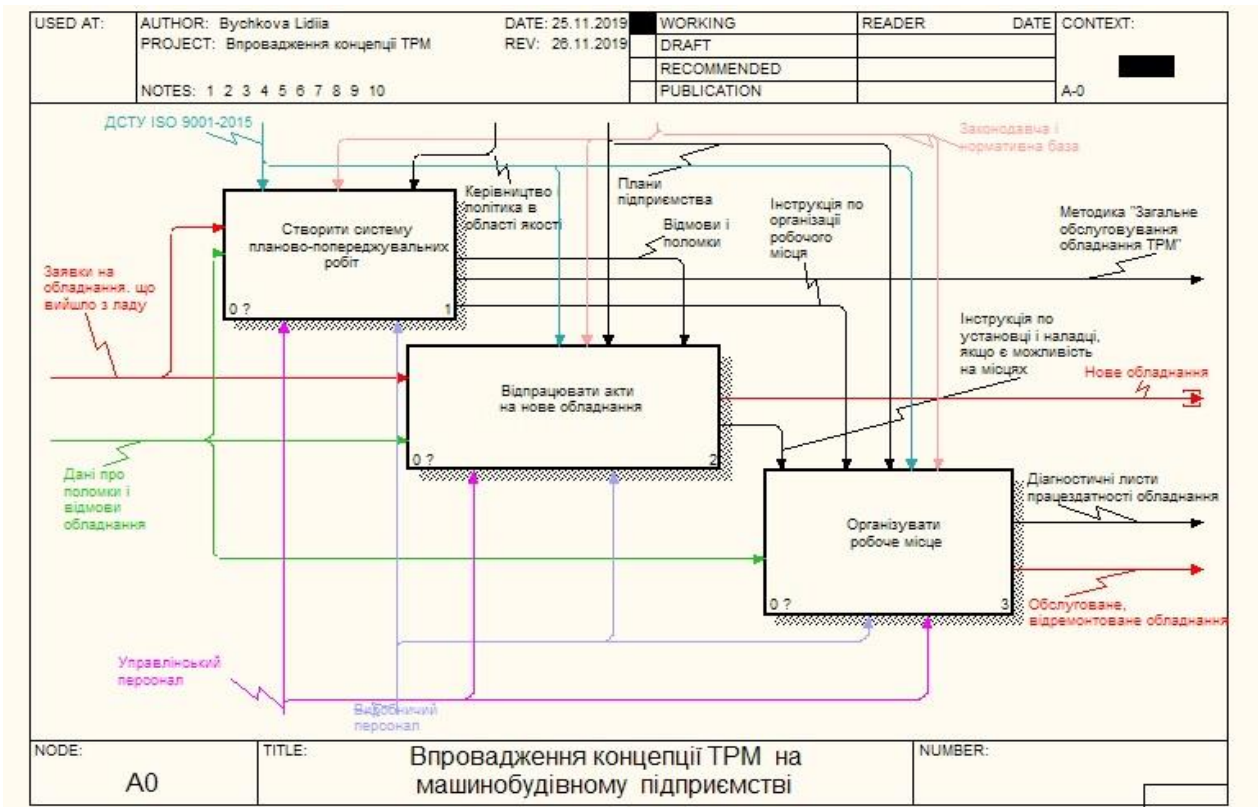 USED AT:
AUTHOR: Bychkova Lidiia
DATE: 25.11.2019
PROJECT: Впровадження концепції ТРМ
REV: 26.11.2019
NOTES: 1 2 3 4 5 6 7 8 9 10
WORKING
DRAFT
RECOMMENDED
PUBLICATION
READER
DATE
CONTEXT:
A-0
ДСТУ ISO 9001-2015
Законодавча і
нормативна база
Керівництво і
політика в
області якості
Плани
підприємства
Відмови і
поломки
Інструкція по
організації
робочого
місця
Методика "Загальне
обслуговування
обладнання ТРМ"
Створити систему
планово-попереджувальних
робіт
0 ?
1
Заявки на
обладнання, що
вийшло з ладу
Інструкція по
установці і наладці,
якщо є можливість
на місцях
Нове обладнання
Відпрацювати акти
на нове обладнання
0 ?
2
Дані про
поломки і
відмови
обладнання
Діагностичні листи
працездатності обладнання
Організувати
робоче місце
0 ?
3
Обслуговане,
відремонтоване обладнання
Управлінський
персонал
персонал
NODE:
A0
TITLE:
Впровадження концепції ТРМ на
машинобудівному підприємстві
NUMBER: